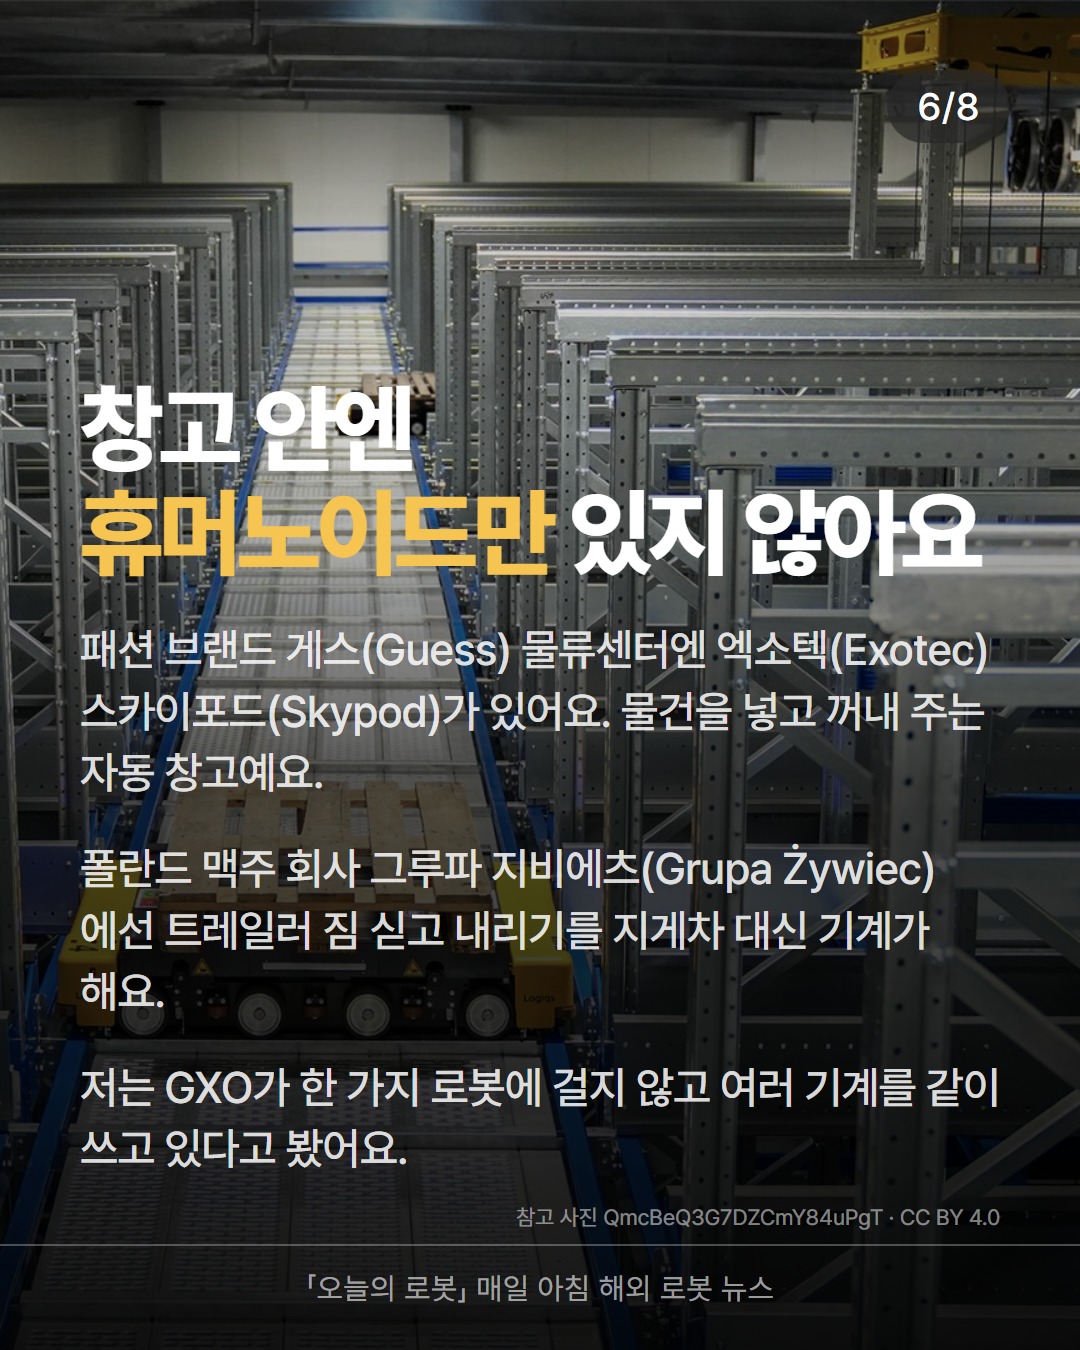 6/8
창고 안엔
휴머노이드만 있지 않아요
패션 브랜드 게스(Guess) 물류센터엔 엑소텍(Exotec)
스카이포드(Skypod)가 있어요. 물건을 넣고 꺼내 주는
자동 창고예요.
폴란드 맥주 회사 그루파 지비에츠(Grupa Żywiec)
에선 트레일러 짐 싣고 내리기를 지게차 대신 기계가
해요.
Logiqs
저는 GXO가 한 가지 로봇에 걸지 않고 여러 기계를 같이
쓰고 있다고 봤어요.
참고 사진 QmcBeQ3G7DZCmY84uPgT · CC BY 4.0
「오늘의 로봇」 매일 아침 해외 로봇 뉴스